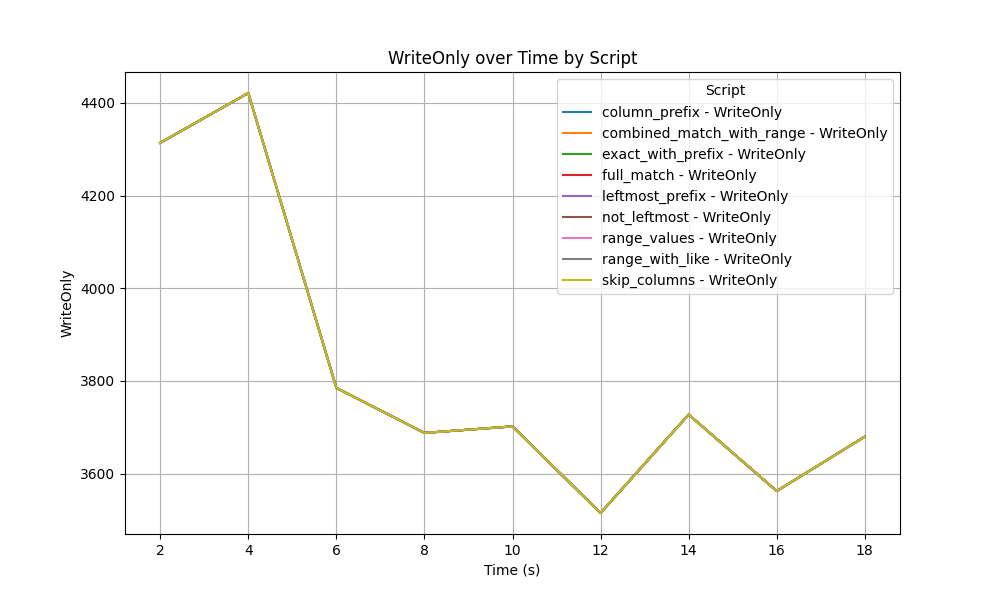 WriteOnly over Time by Script
Script
column_prefix - WriteOnly
combined_match_with_range - WriteOnly
exact_with_prefix - WriteOnly
full_match - WriteOnly
leftmost_prefix - WriteOnly
not_leftmost - WriteOnly
range_values - WriteOnly
range_with_like - WriteOnly
skip_columns - WriteOnly
WriteOnly
4400
4200
4000
3800
3600
2 4 6 8 10 12 14 16 18
Time (s)